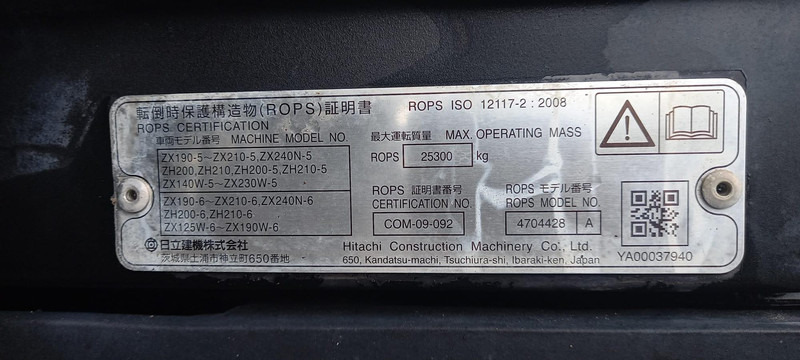 転倒時保護構造物(ROPS)証明書 ROPS ISO 12117-2 : 2008
ROPS CERTIFICATION
車両モデル番号 MACHINE MODEL NO.
ZX190-5~ZX210-5,ZX240N-5
ZH200,ZH210,ZH200-5,ZH210-5
ZX140W-5~ZX230W-5
ZX190-6~ZX210-6,ZX240N-6
ZH200-6,ZH210-6
ZX125W-6~ZX190W-6
最大運転質量 MAX. OPERATING MASS
ROPS 25300 kg
ROPS 証明書番号
CERTIFICATION NO.
COM-09-092
ROPS モデル番号
ROPS MODEL NO.
4704428 A
日立建機株式会社 Hitachi Construction Machinery Co., Ltd.
茨城県土浦市神立町650番地 650, Kandatsu-machi, Tsuchiura-shi, Ibaraki-ken, Japan
YA00037940